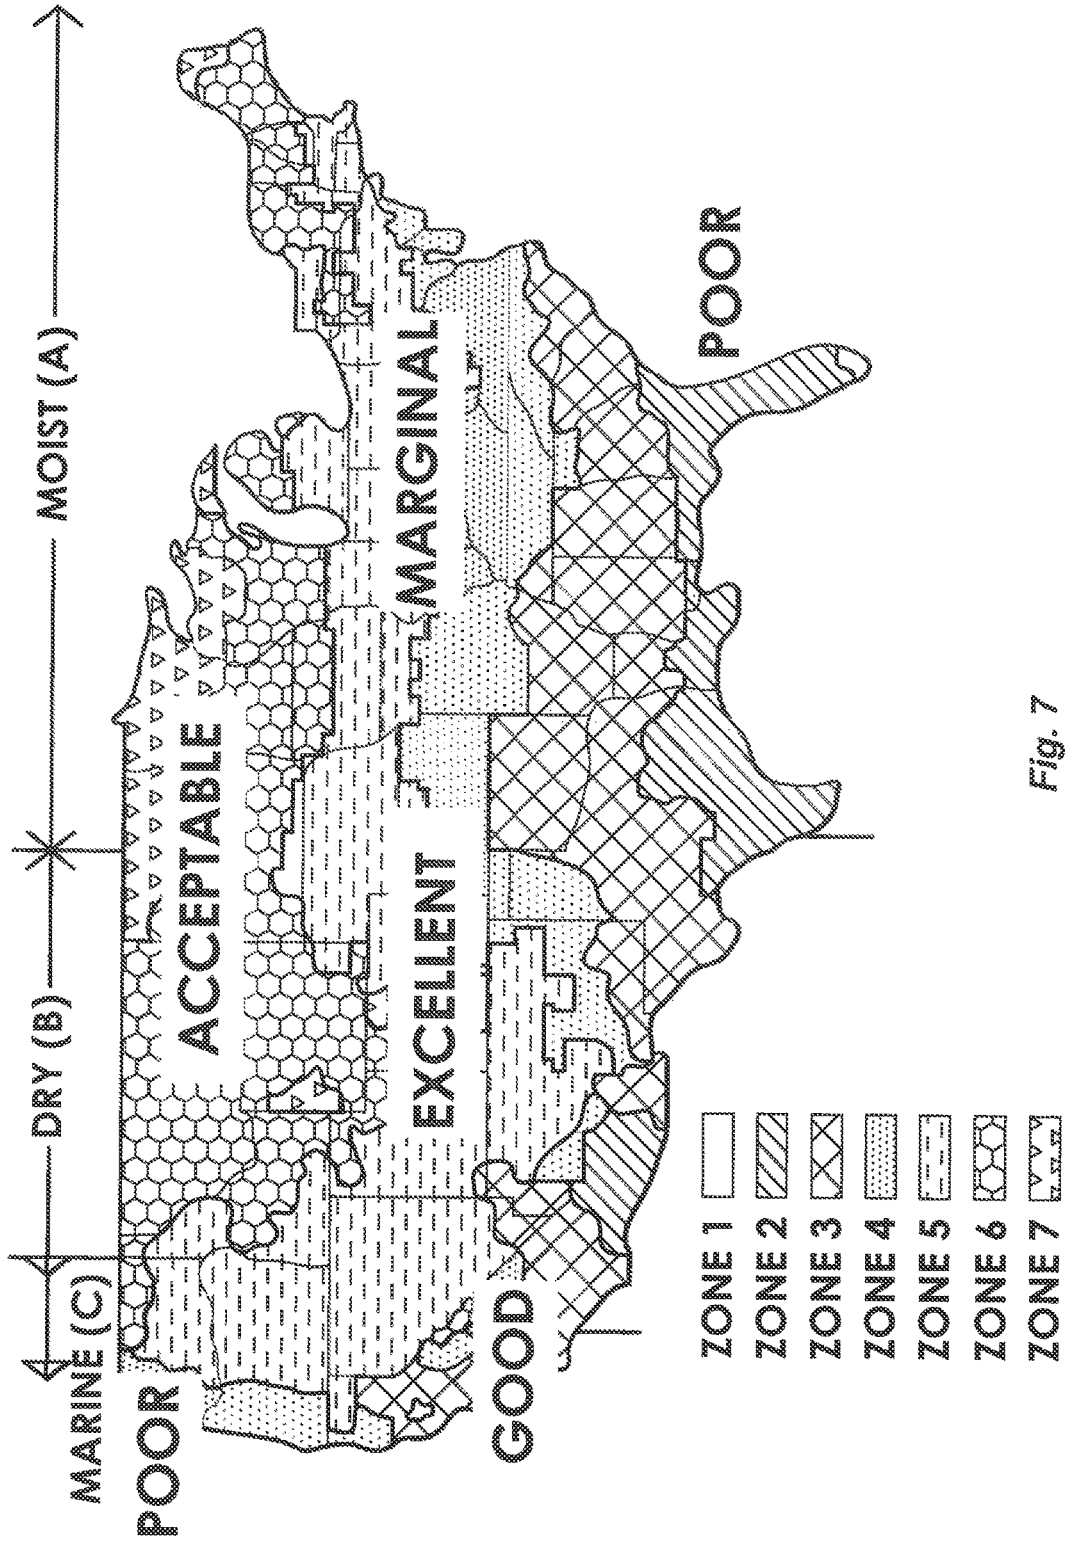 MARINE (C)
DRY (B)
MOIST (A)
POOR
ACCEPTABLE
EXCELLENT
MARGINAL
GOOD
POOR
ZONE 1
ZONE 2
ZONE 3
ZONE 4
ZONE 5
ZONE 6
ZONE 7
Fig. 7